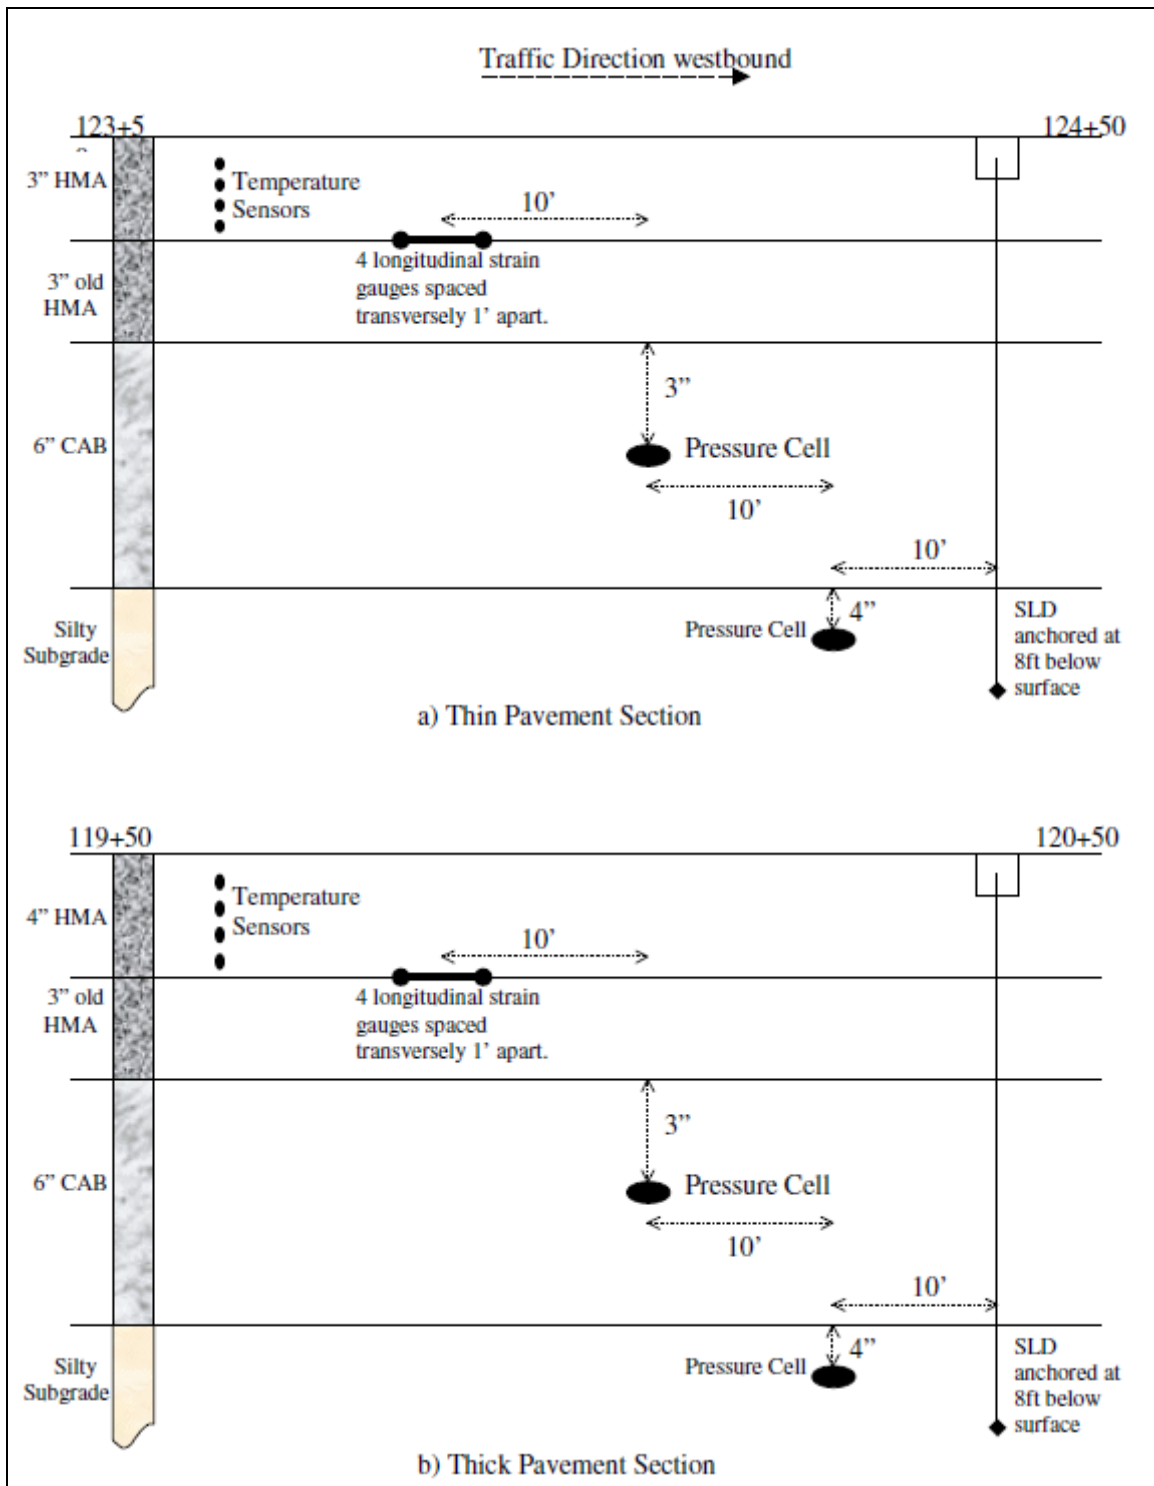 Traffic Direction westbound
123+5
124+50
3” HMA
Temperature
Sensors
10’
3” old
HMA
4 longitudinal strain
gauges spaced
transversely 1’ apart.
3”
6” CAB
Pressure Cell
10’
10’
Silty
Subgrade
Pressure Cell
4”
SLD
anchored at
8ft below
surface
a) Thin Pavement Section
119+50
120+50
4” HMA
Temperature
Sensors
10’
3” old
HMA
4 longitudinal strain
gauges spaced
transversely 1’ apart.
3”
6” CAB
Pressure Cell
10’
10’
Silty
Subgrade
Pressure Cell
4”
SLD
anchored at
8ft below
surface
b) Thick Pavement Section